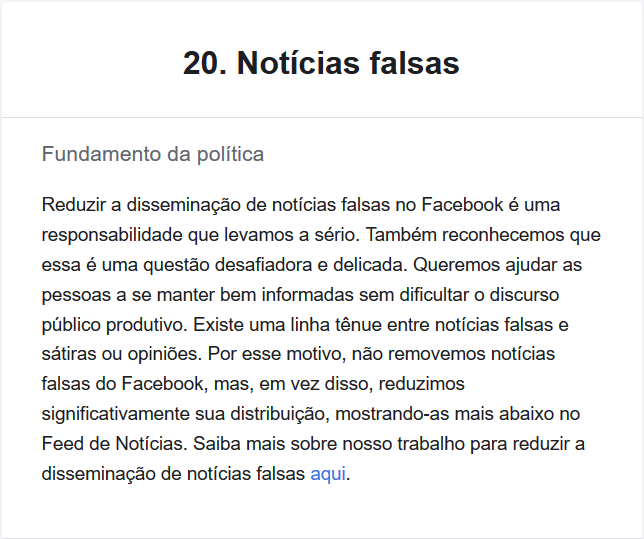 20. Notícias falsas
Fundamento da política
Reduzir a disseminação de notícias falsas no Facebook é uma
responsabilidade que levamos a sério. Também reconhecemos que
essa é uma questão desafiadora e delicada. Queremos ajudar as
pessoas a se manter bem informadas sem dificultar o discurso
público produtivo. Existe uma linha tênue entre notícias falsas e
sátiras ou opiniões. Por esse motivo, não removemos notícias
falsas do Facebook, mas, em vez disso, reduzimos
significativamente sua distribuição, mostrando-as mais abaixo no
Feed de Notícias. Saiba mais sobre nosso trabalho para reduzir a
disseminação de notícias falsas aqui.